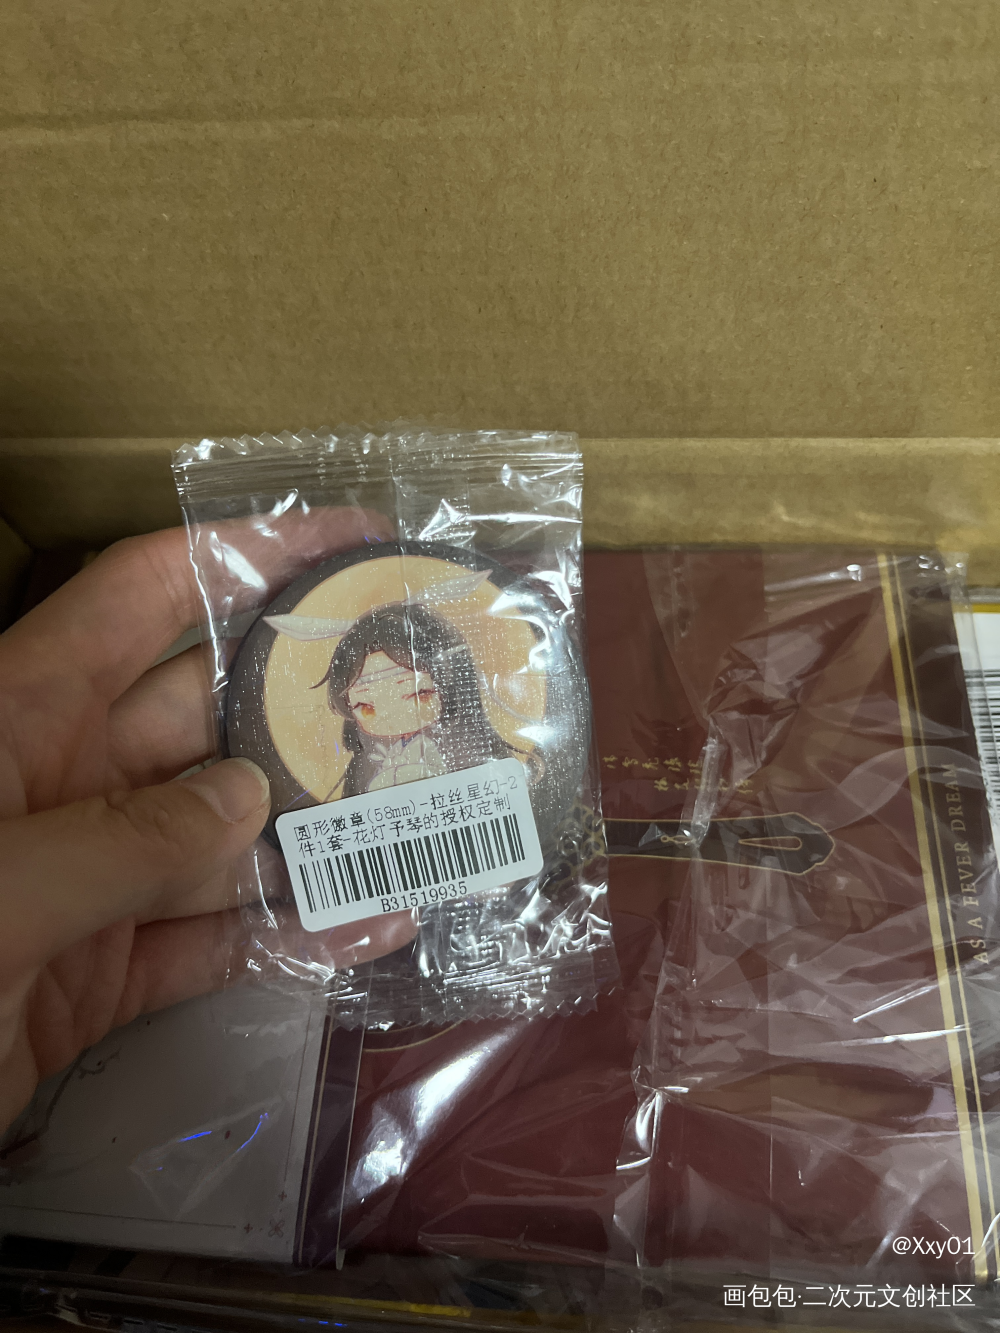 圆形徽章(58mm)-拉丝星幻-2
件1套-花灯予琴的授权定制
B31519935
AS A FEVER DREAM
@Xxy01
画包包·二次元文创社区